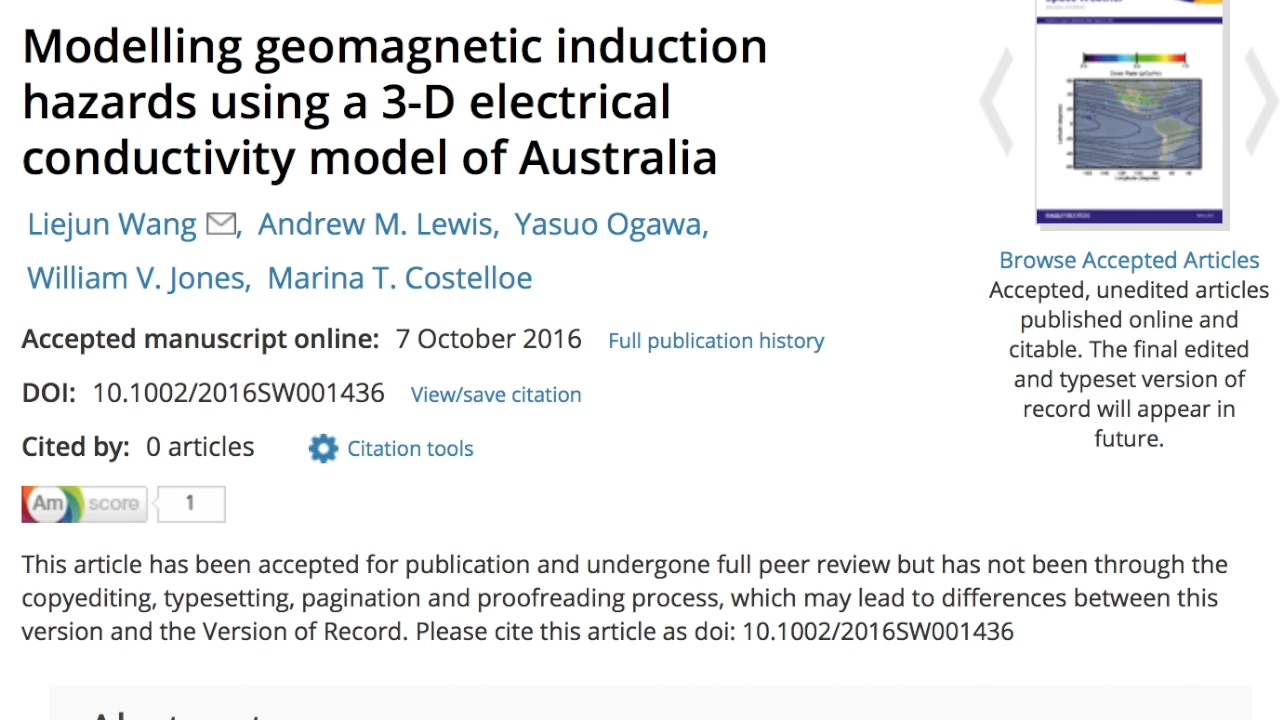 Modelling geomagnetic induction
hazards using a 3-D electrical
conductivity model of Australia
Liejun Wang, Andrew M. Lewis, Yasuo Ogawa,
William V. Jones, Marina T. Costelloe
Accepted manuscript online: 7 October 2016 Full publication history
DOI: 10.1002/2016SW001436 View/save citation
Cited by: 0 articles Citation tools
Am score 1
Browse Accepted Articles
Accepted, unedited articles
published online and
citable. The final edited
and typeset version of
record will appear in
future.
This article has been accepted for publication and undergone full peer review but has not been through the
copyediting, typesetting, pagination and proofreading process, which may lead to differences between this
version and the Version of Record. Please cite this article as doi: 10.1002/2016SW001436